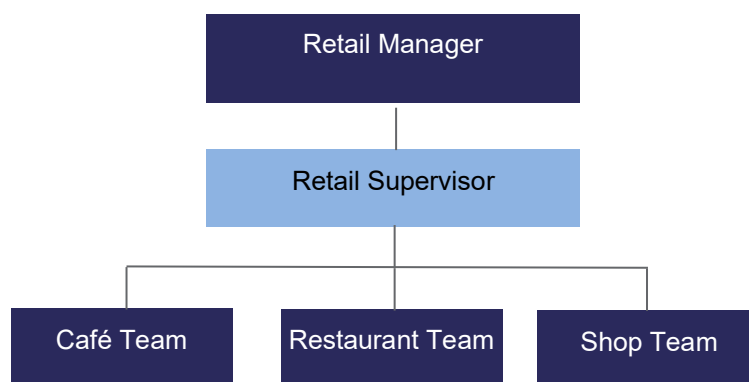 Retail Manager
Retail Supervisor
Café Team
Restaurant Team
Shop Team